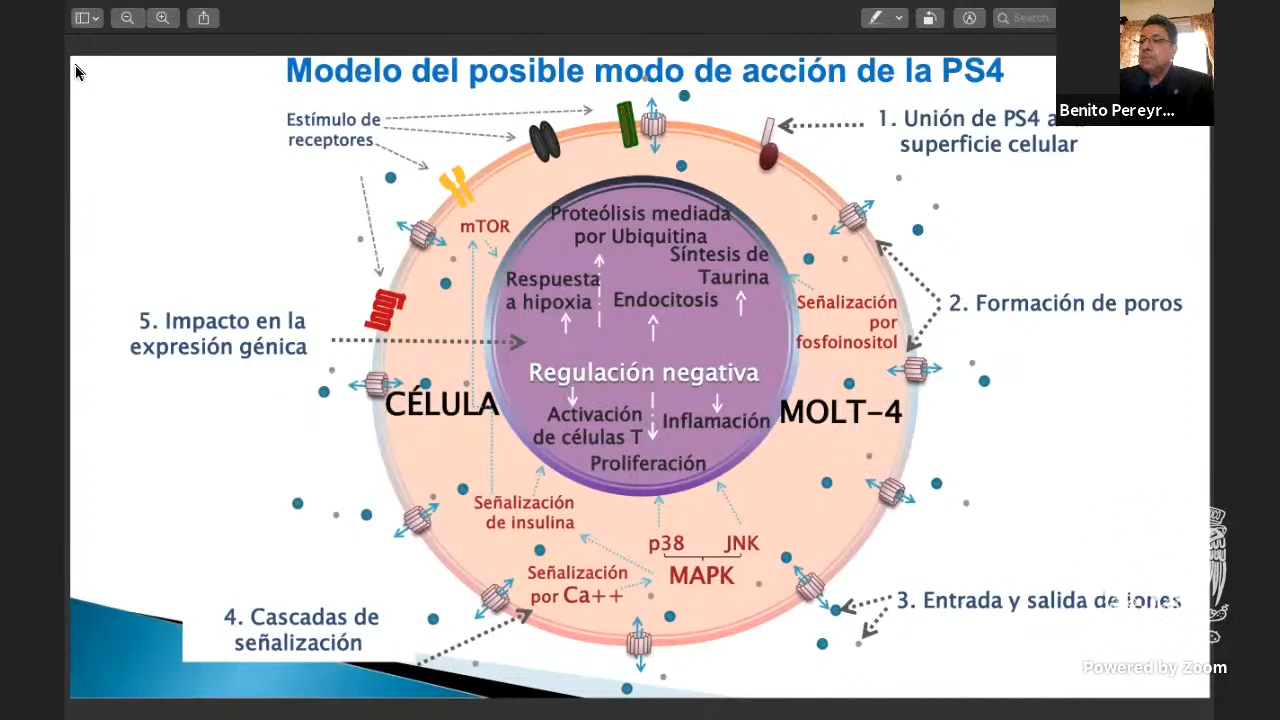 Search
Benito Pereyr...
Modelo del posible modo de acción de la PS4
Estímulo de
receptores
1. Unión de PS4 a
superficie celular
mTOR
Proteólisis mediada
por Ubiquitina
Síntesis de
Taurina
Respuesta
a hipoxia
Endocitosis
Señalización
por
fosfoinositol
2. Formación de poros
5. Impacto en la
expresión génica
Regulación negativa
CÉLULA
MOLT-4
Activación
de células T
Inflamación
Proliferación
Señalización
de insulina
p38
JNK
MAPK
Señalización
por Ca++
3. Entrada y salida de iones
4. Cascadas de
señalización
Powered by Zoom